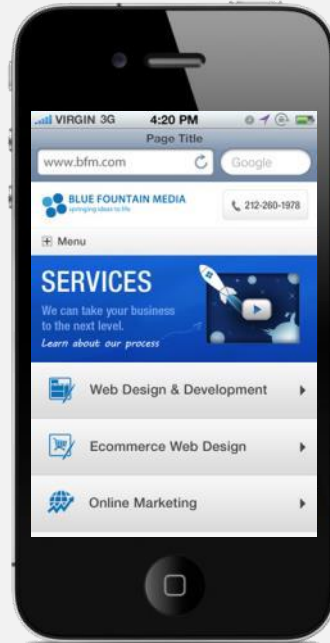 VIRGIN 3G 4:20 PM
Page Title
www.bfm.com Google
BLUE FOUNTAIN MEDIA
springing ideas to life
212-260-1978
Menu
SERVICES
We can take your business
to the next level.
Learn about our process
Web Design & Development
Ecommerce Web Design
Online Marketing